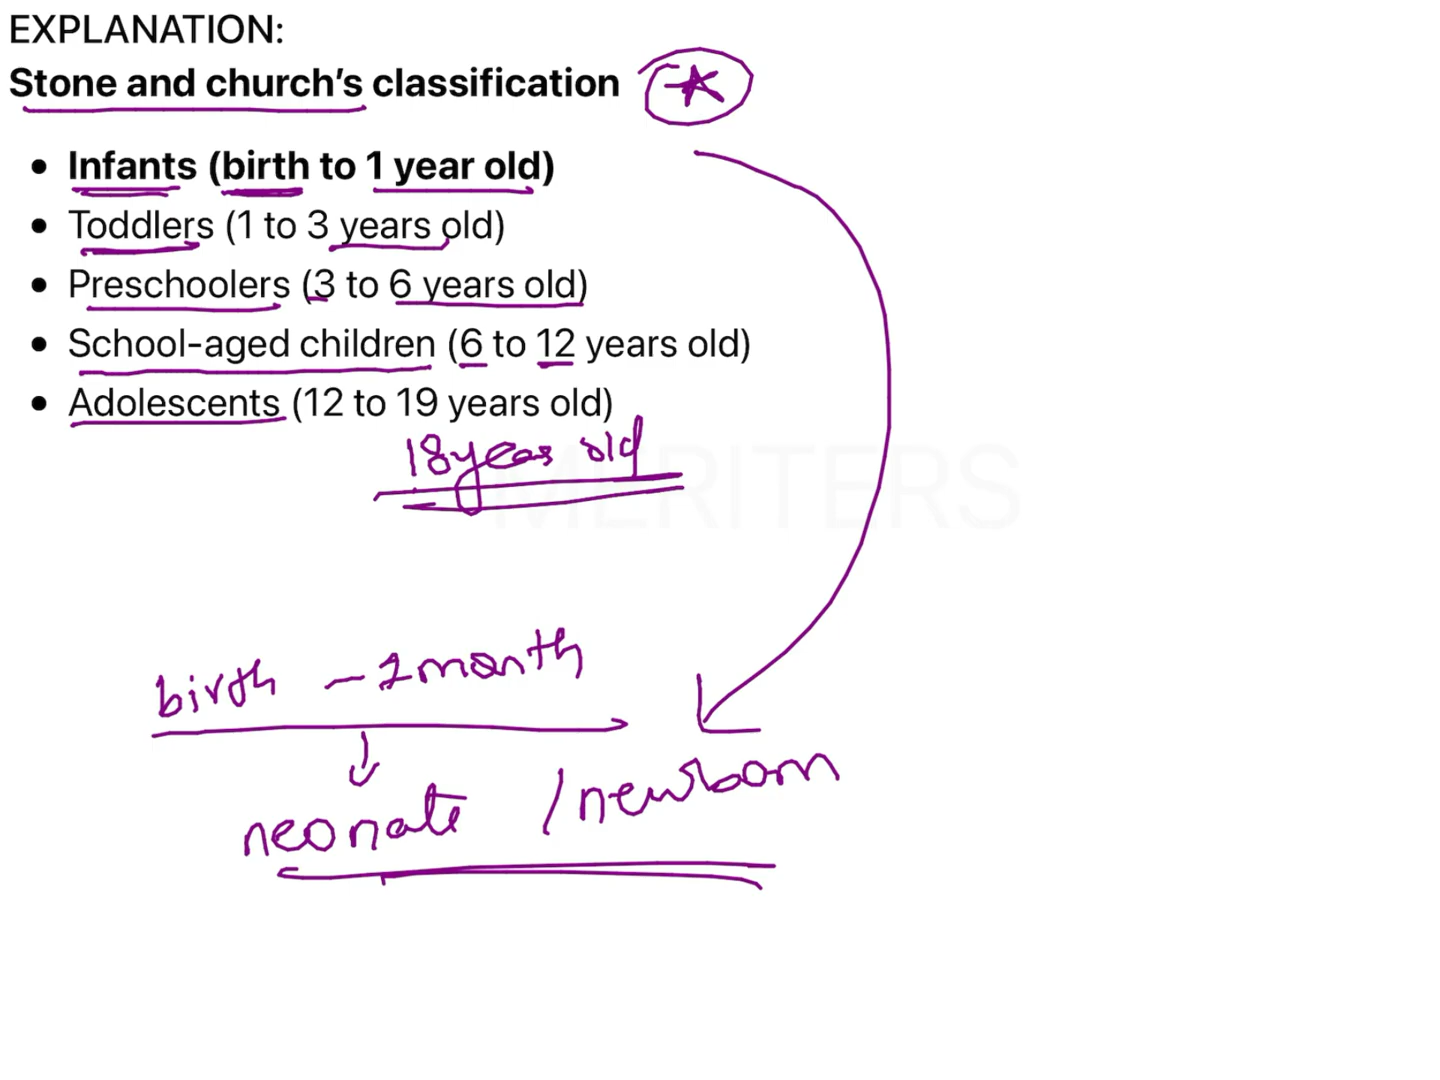 EXPLANATION:
Stone and church's classification
• Infants (birth to 1 year old)
• Toddlers (1 to 3 years old)
• Preschoolers (3 to 6 years old)
• School-aged children (6 to 12 years old)
• Adolescents (12 to 19 years old)
18 years old
MERITERS
birth - 1 month
neonate / newborn